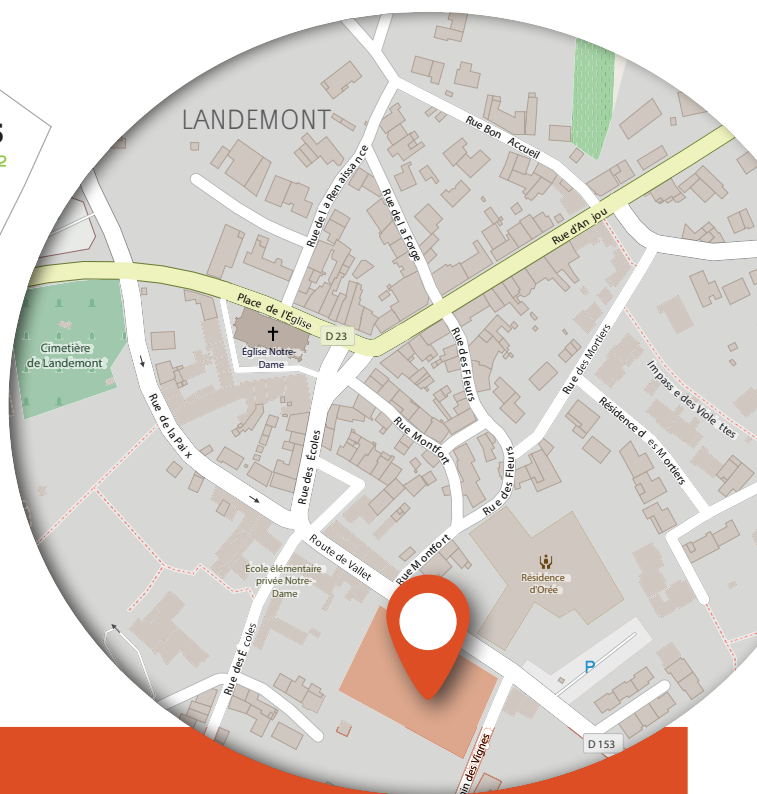 LANDEMONT
Rue Bon Accueil
Rue de la Renaissance
Rue de la Forge
Rue d'Anjou
Place de l'Église
D 23
Église Notre-
Dame
Cimetière
de Landemont
Rue des Fleurs
Rue des Mortiers
Impasse des Violettes
Rue de la Paix
Rue des Écoles
Rue Montfort
Résidence des Mortiers
Rue des Fleurs
Route de Vallet
Rue Montfort
École élémentaire
privée Notre-
Dame
Résidence
d'Orée
Rue des Écoles
P
D 153
des Vignes